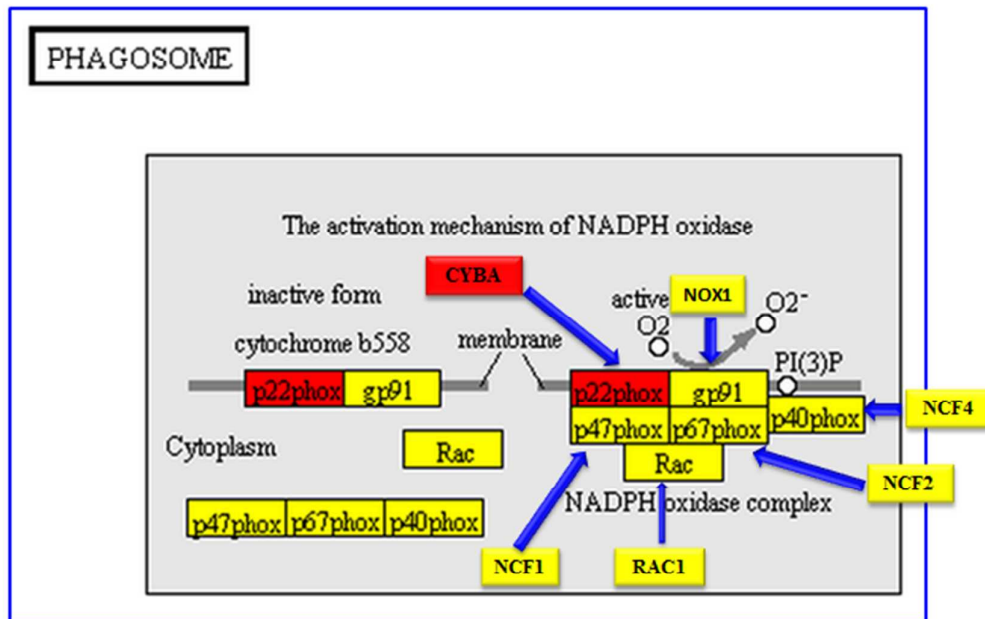 PHAGOSOME
The activation mechanism of NADPH oxidase
CYBA
inactive form
active
NOX1
O2
O2-
cytochrome b558
membrane
PI(3)P
p22phox gp91
p22phox gp91
p47phox p67phox p40phox
NCF4
Cytoplasm
Rac
Rac
NCF2
NADPH oxidase complex
p47phox p67phox p40phox
NCF1
RAC1